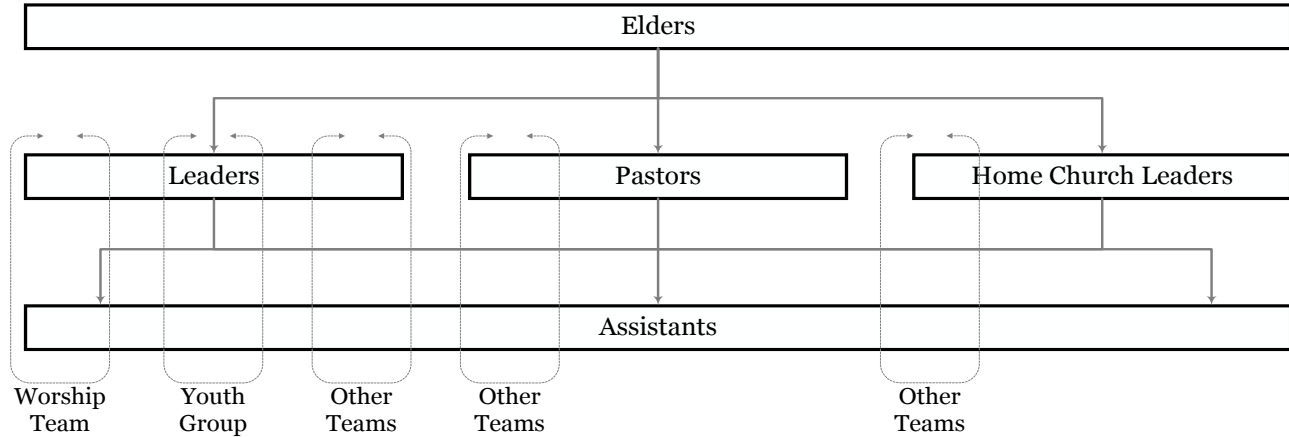 Elders
Leaders
Pastors
Home Church Leaders
Assistants
Worship
Team
Youth
Group
Other
Teams
Other
Teams
Other
Teams